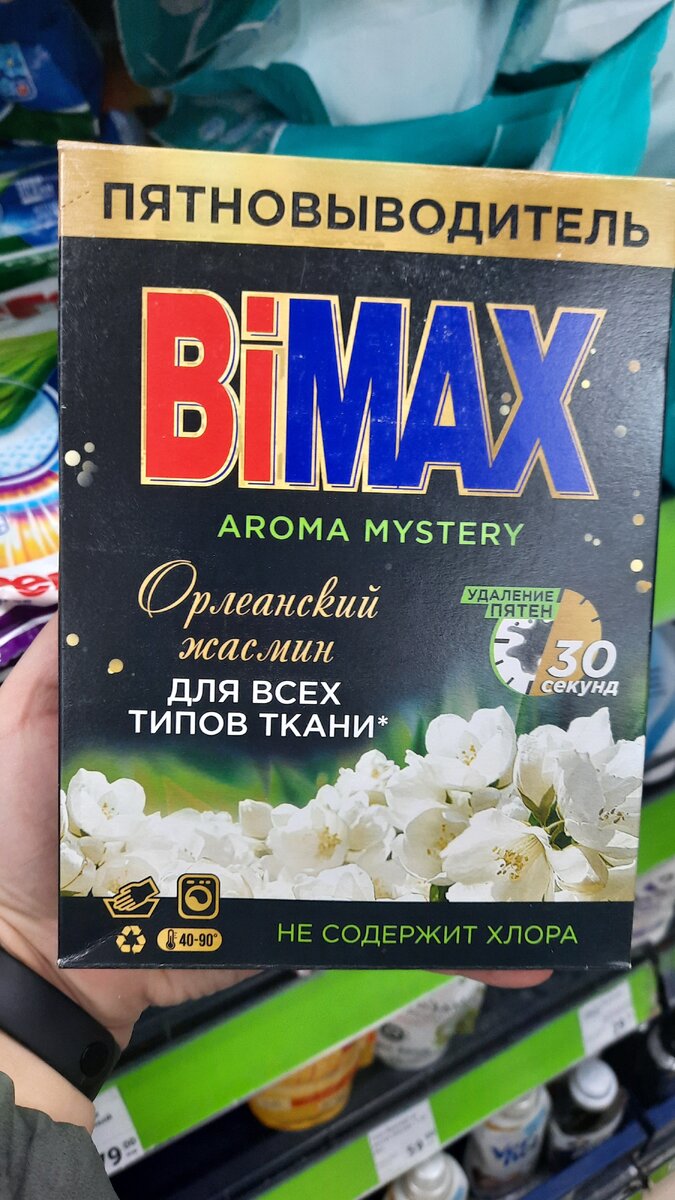 ПЯТНОВЫВОДИТЕЛЬ
BiMAX
AROMA MYSTERY
Орлеанский
жасмин
ДЛЯ ВСЕХ
ТИПОВ ТКАНИ*
УДАЛЕНИЕ
ПЯТЕН
30
секунд
40-90°
НЕ СОДЕРЖИТ ХЛОРА